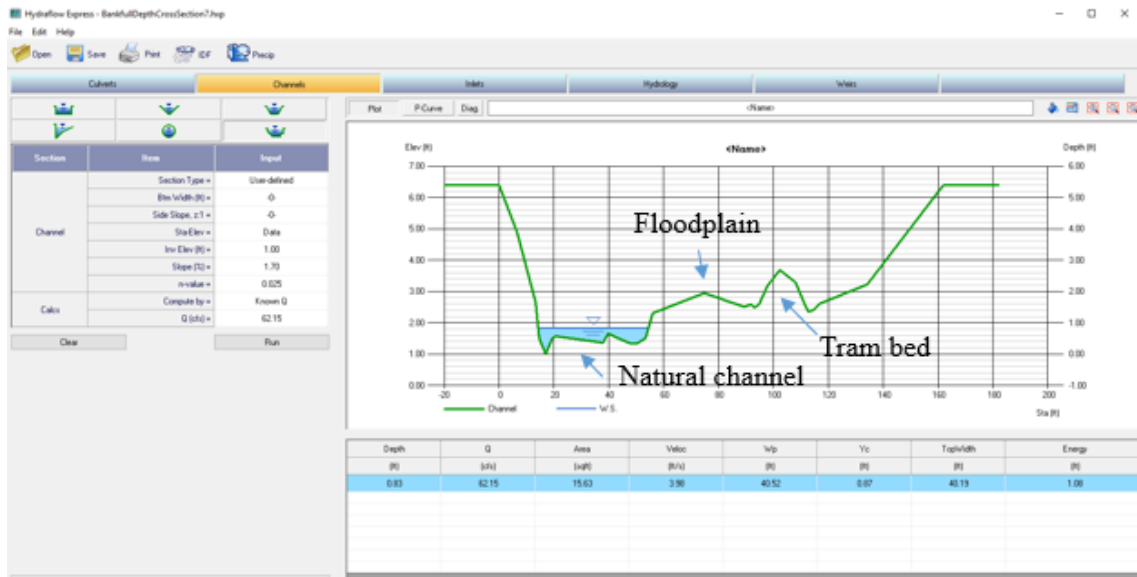 Hydraflow Express - BankfullDepthCrossSection7.hxp
File Edit Help
Open Save Print IDF Precip
Culverts Channels Inlets Hydrology Weirs
Plot P-Curve Diag <Name>
Section Item Input
Channel
Section Type = User-defined
Btm Width (ft) = -0-
Side Slope, z:1 = -0-
Sta-Elev = Data
Inv Elev (ft) = 1.00
Slope (%) = 1.70
n-value = 0.025
Calcs
Compute by = Known Q
Q (cfs) = 62.15
Clear Run
Elev (ft) <Name> Depth (ft)
7.00 6.00
6.00 5.00
5.00 4.00
4.00 3.00
3.00 2.00
2.00 1.00
1.00 0.00
0.00 -1.00
Floodplain
Tram bed
Natural channel
-20 0 20 40 60 80 100 120 140 160 180 200
Channel W.S. Sta (ft)
Depth Q Area Veloc Wp Yc TopWidth Energy
(ft) (cfs) (sqft) (ft/s) (ft) (ft) (ft) (ft)
0.83 62.15 15.63 3.98 40.52 0.87 40.19 1.08